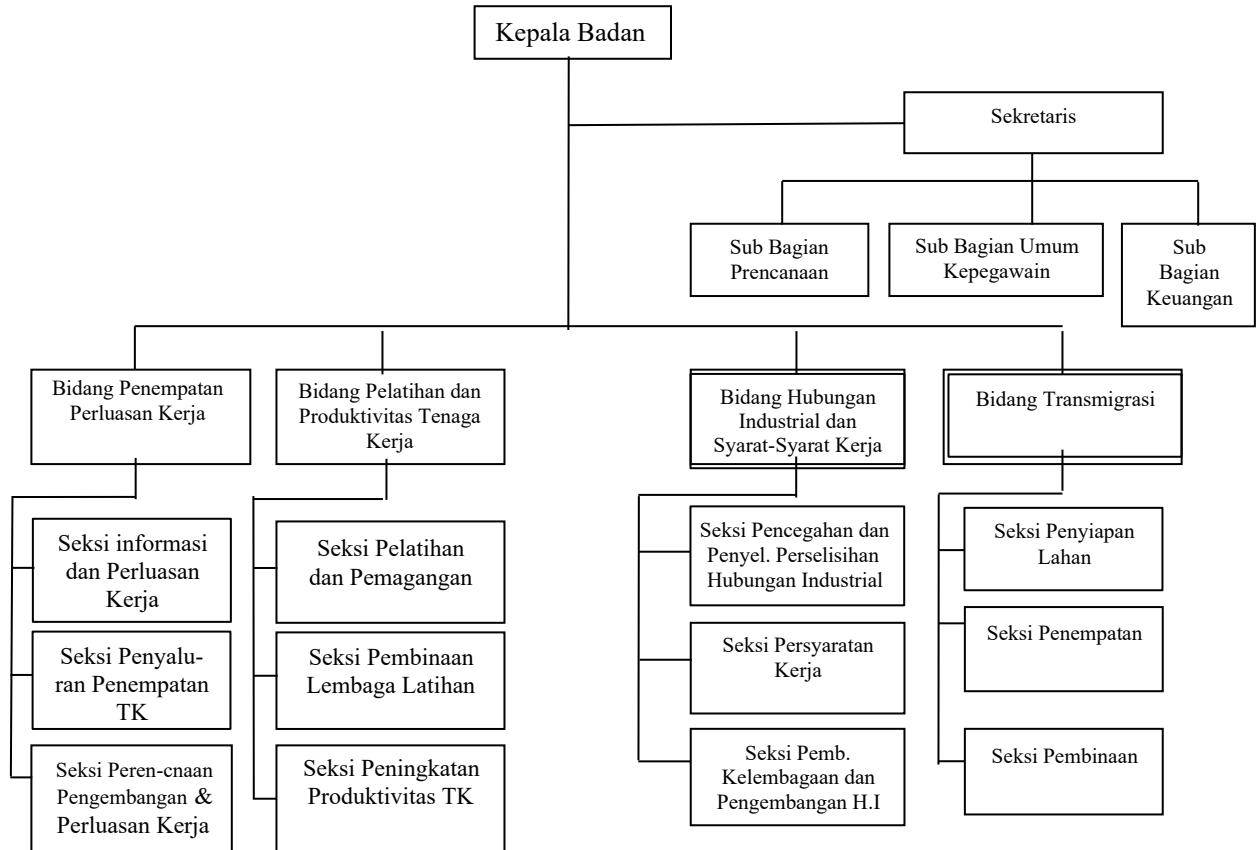 Kepala Badan
Sekretaris
Sub Bagian
Prencanaan
Sub Bagian Umum
Kepegawain
Sub
Bagian
Keuangan
Bidang Penempatan
Perluasan Kerja
Bidang Pelatihan dan
Produktivitas Tenaga
Kerja
Bidang Hubungan
Industrial dan
Syarat-Syarat Kerja
Bidang Transmigrasi
Seksi informasi
dan Perluasan
Kerja
Seksi Penyalu-
ran Penempatan
TK
Seksi Peren-cnaan
Pengembangan &
Perluasan Kerja
Seksi Pelatihan
dan Pemagangan
Seksi Pembinaan
Lembaga Latihan
Seksi Peningkatan
Produktivitas TK
Seksi Pencegahan dan
Penyel. Perselisihan
Hubungan Industrial
Seksi Persyaratan
Kerja
Seksi Pemb.
Kelembagaan dan
Pengembangan H.I
Seksi Penyiapan
Lahan
Seksi Penempatan
Seksi Pembinaan